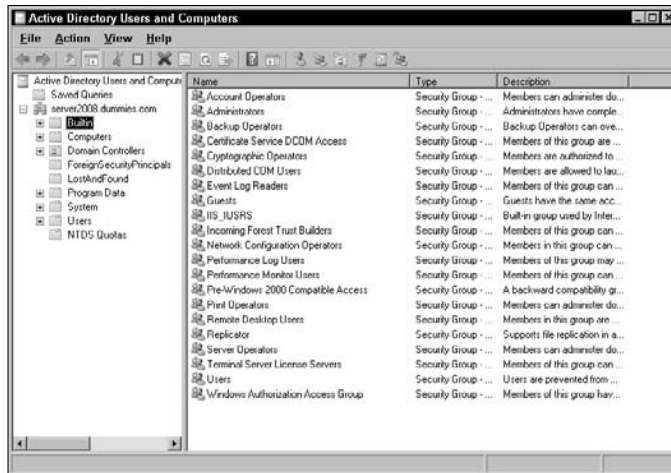 Active Directory Users and Computers
File Action View Help
Active Directory Users and Compute
Saved Queries
server2008.dummies.com
Builtin
Computers
Domain Controllers
ForeignSecurityPrincipals
LostAndFound
Program Data
System
Users
NTDS Quotas
Name Type Description
Account Operators Security Group - ... Members can administer do...
Administrators Security Group - ... Administrators have comple...
Backup Operators Security Group - ... Backup Operators can ove...
Certificate Service DCOM Access Security Group - ... Members of this group are ...
Cryptographic Operators Security Group - ... Members are authorized to ...
Distributed COM Users Security Group - ... Members are allowed to lau...
Event Log Readers Security Group - ... Members of this group can ...
Guests Security Group - ... Guests have the same acc...
IIS_IUSRS Security Group - ... Built-in group used by Inter...
Incoming Forest Trust Builders Security Group - ... Members of this group can ...
Network Configuration Operators Security Group - ... Members in this group can ...
Performance Log Users Security Group - ... Members of this group may ...
Performance Monitor Users Security Group - ... Members of this group can ...
Pre-Windows 2000 Compatible Access Security Group - ... A backward compatibility gr...
Print Operators Security Group - ... Members can administer do...
Remote Desktop Users Security Group - ... Members in this group are ...
Replicator Security Group - ... Supports file replication in a...
Server Operators Security Group - ... Members can administer do...
Terminal Server License Servers Security Group - ... Members of this group can ...
Users Security Group - ... Users are prevented from ...
Windows Authorization Access Group Security Group - ... Members of this group hav...